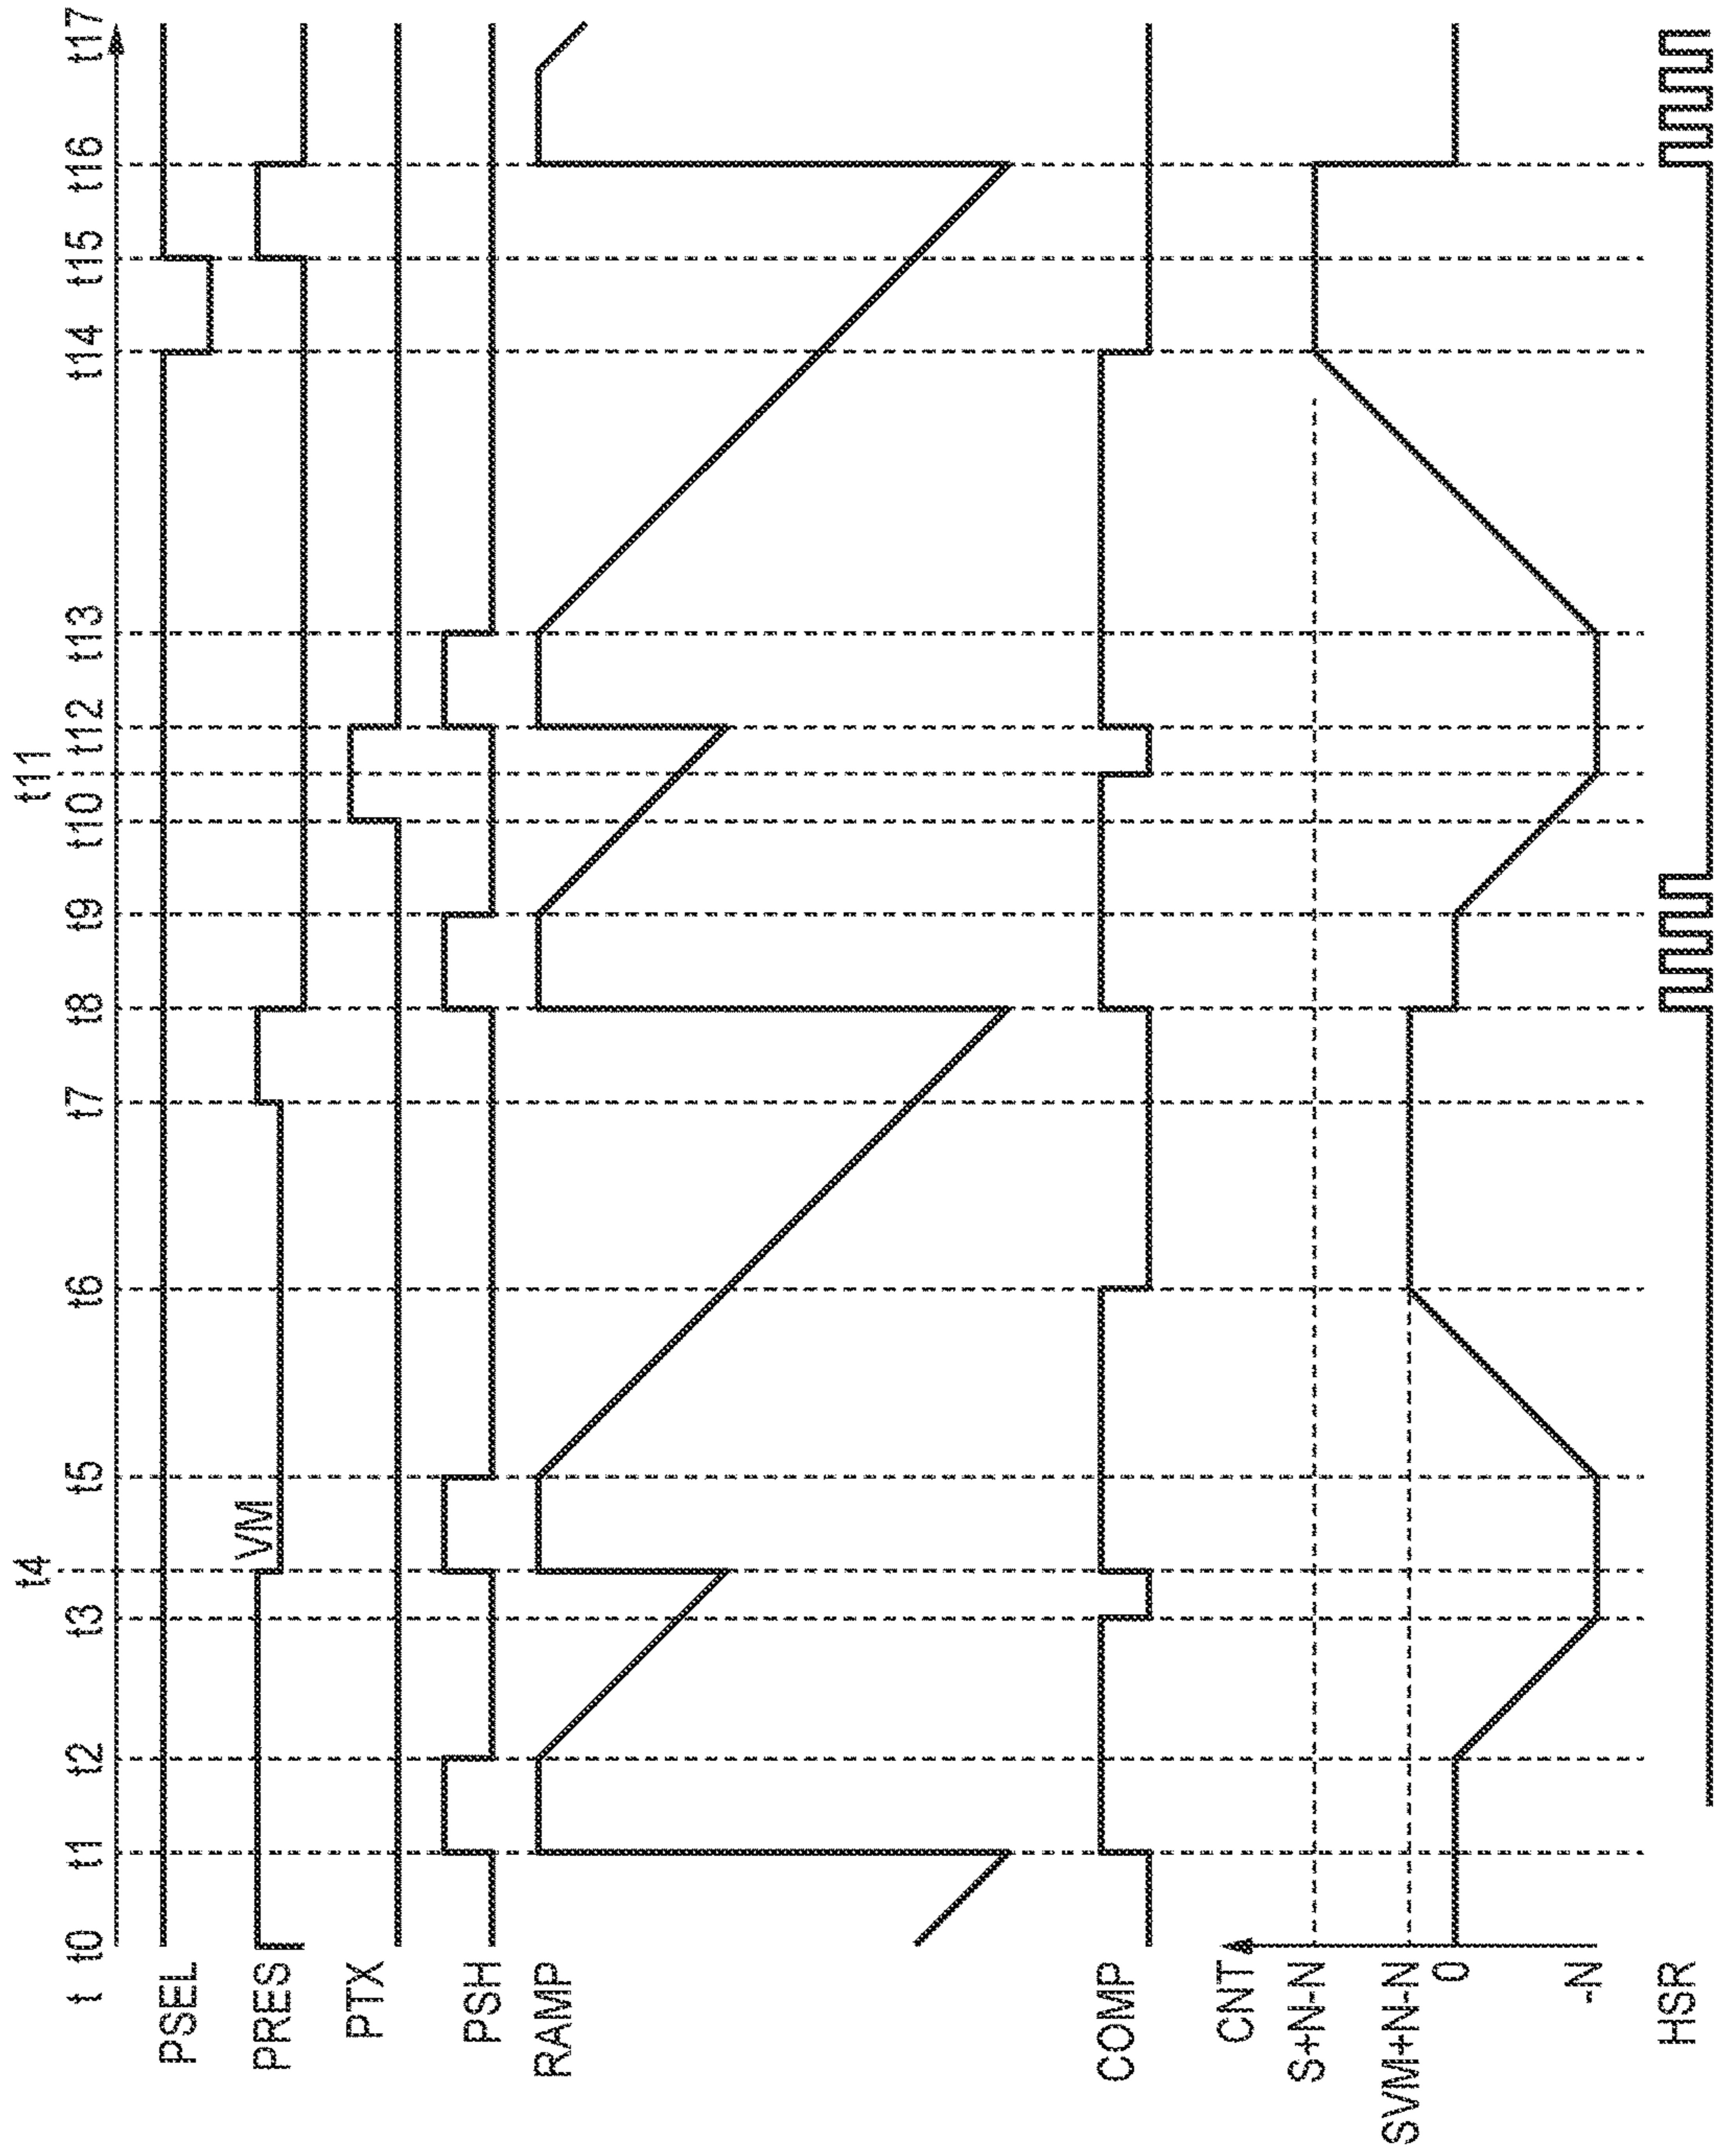 t11
t4
t t0 t1 t2 t3 t5 t6 t7 t8 t9 t10 t12 t13 t14 t15 t16 t17
PSEL
PRES
VM
PTX
PSH
RAMP
COMP
CNT
S+N-N
SVM+N-N
0
-N
HSR